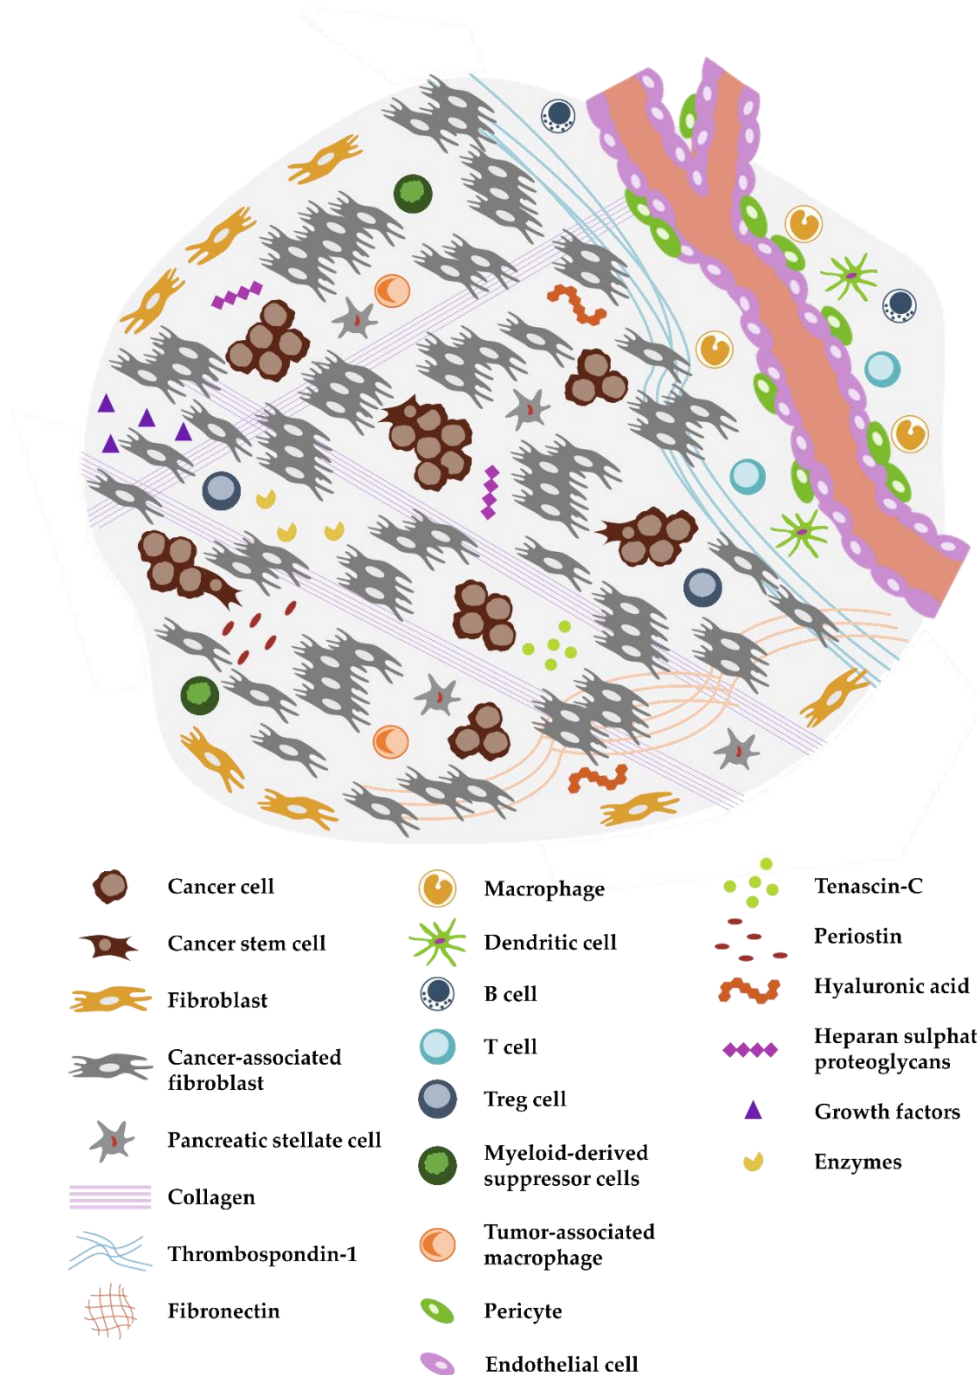 Cancer cell
Cancer stem cell
Fibroblast
Cancer-associated
fibroblast
Pancreatic stellate cell
Collagen
Thrombospondin-1
Fibronectin
Macrophage
Dendritic cell
B cell
T cell
Treg cell
Myeloid-derived
suppressor cells
Tumor-associated
macrophage
Pericyte
Endothelial cell
Tenascin-C
Periostin
Hyaluronic acid
Heparan sulphat
proteoglycans
Growth factors
Enzymes